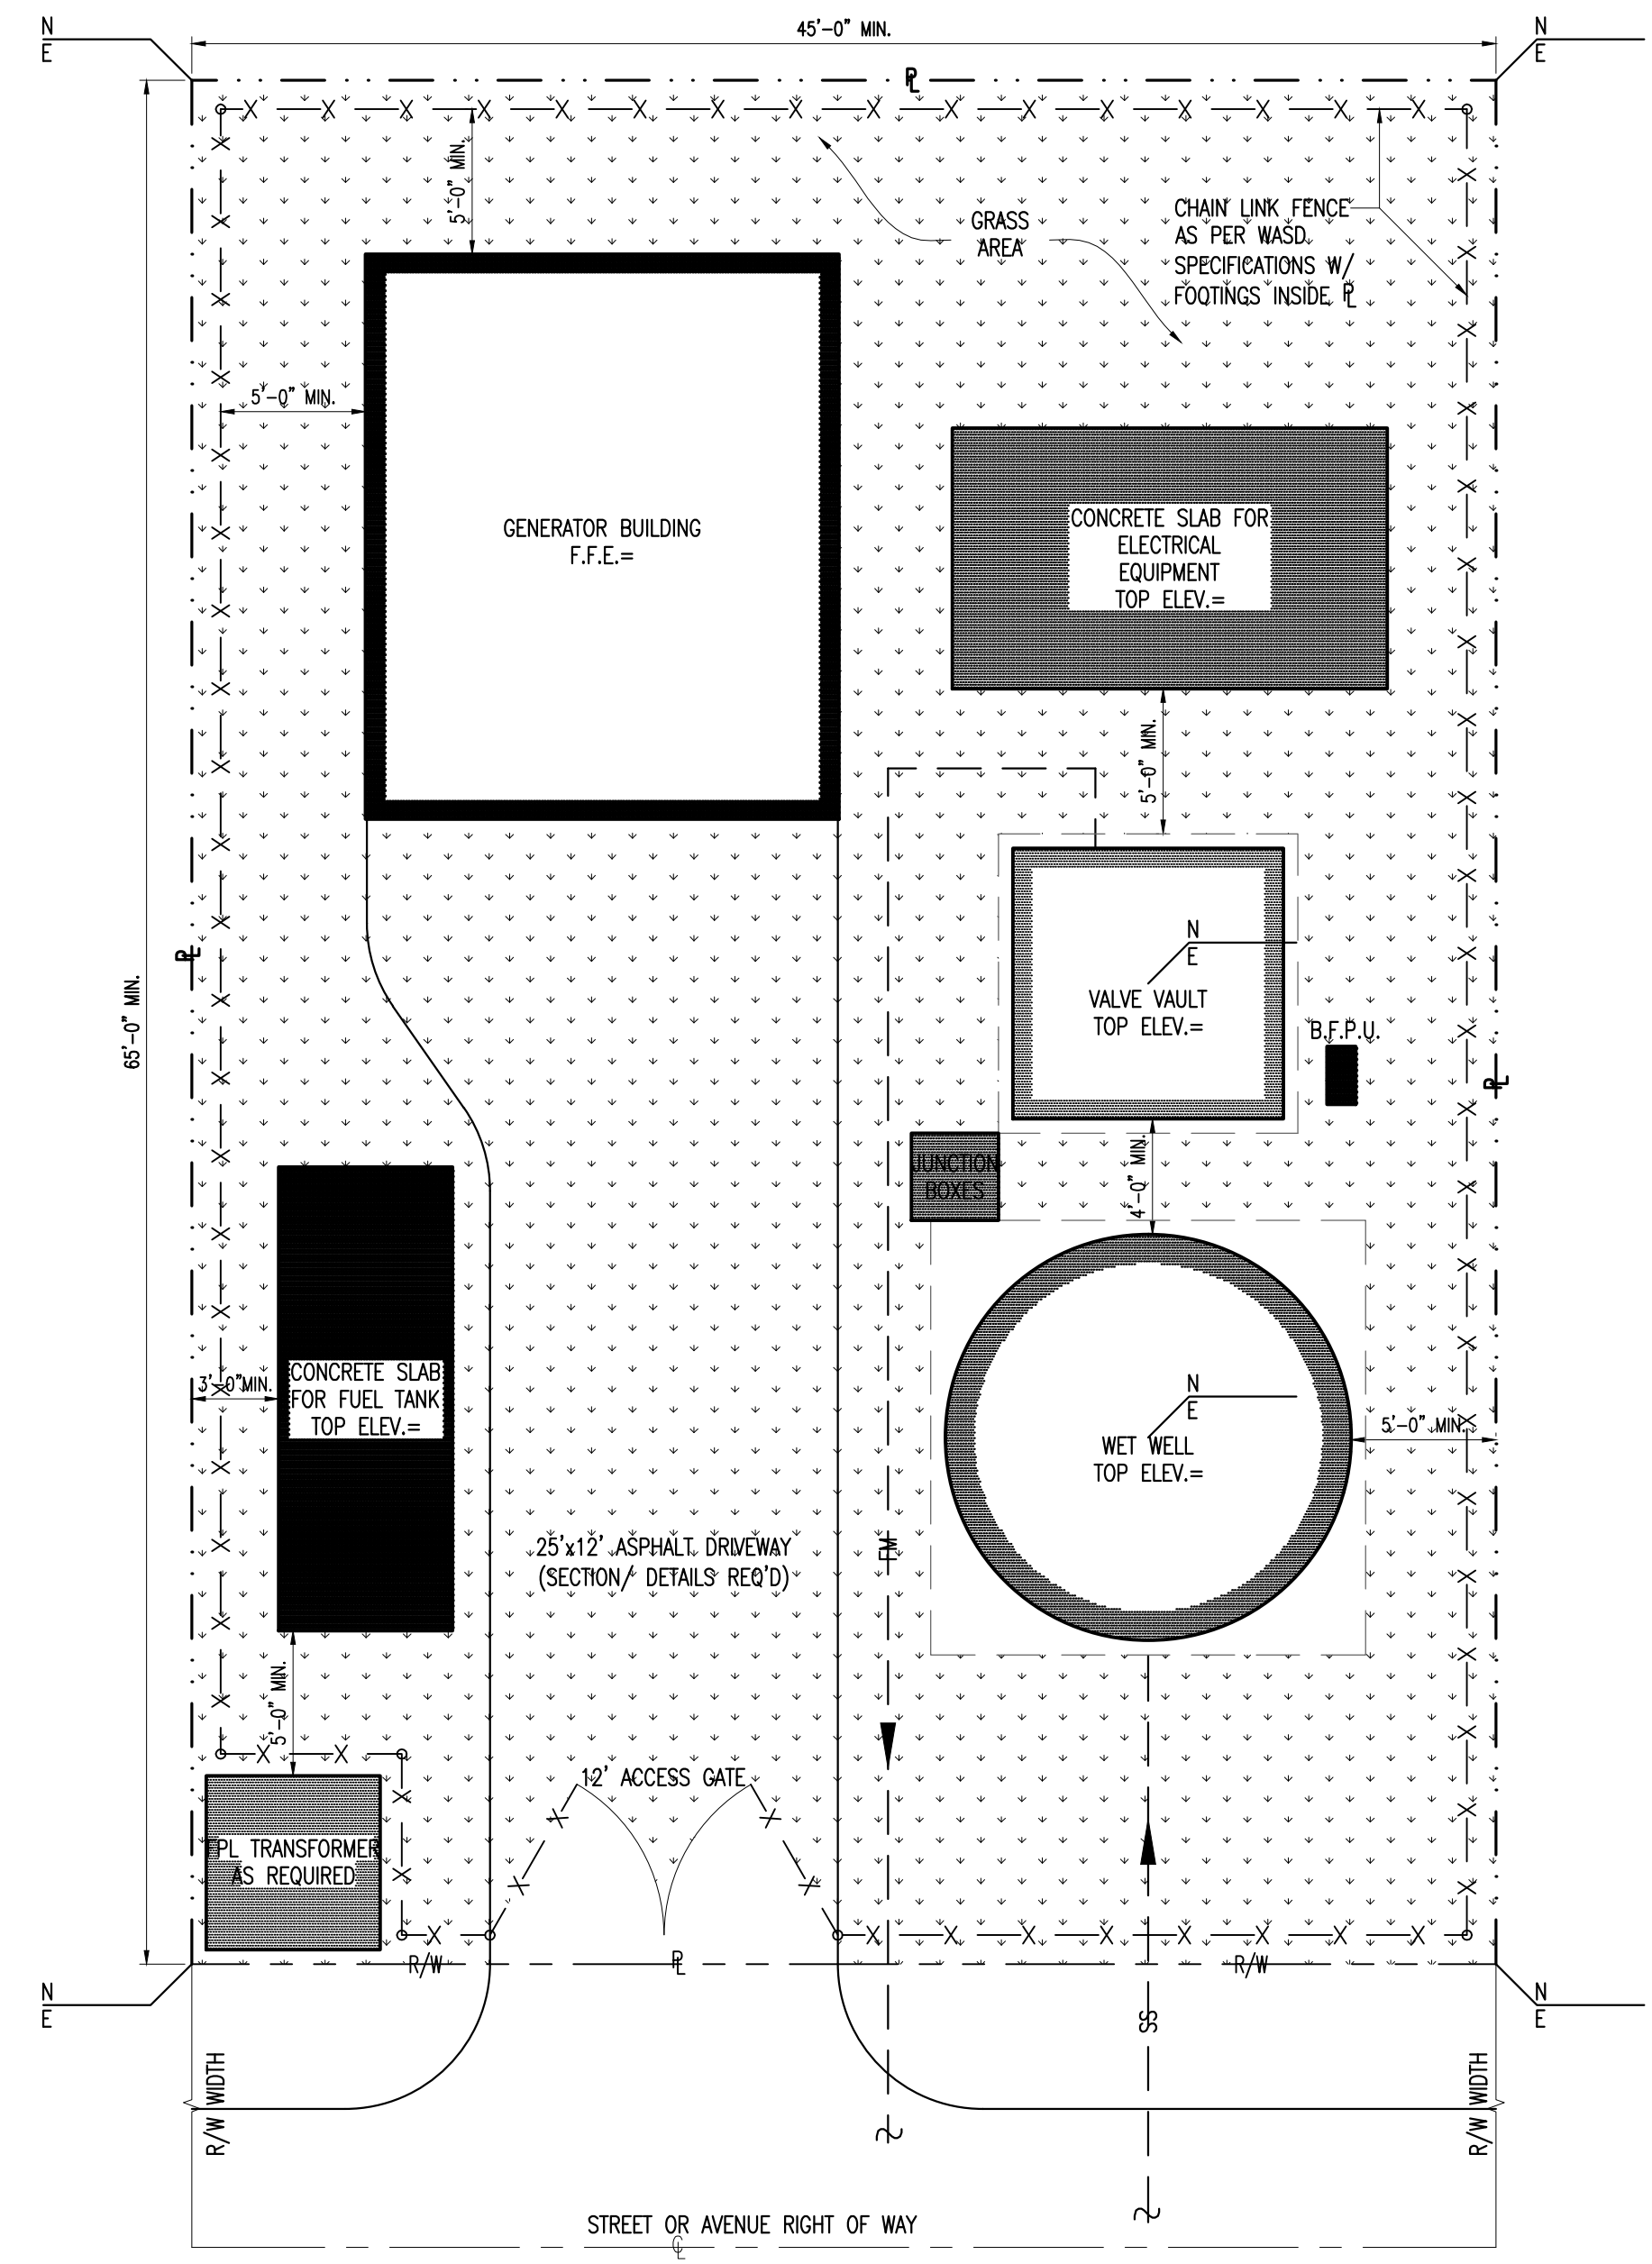 N
E
45'-0" MIN.
N
E
PL
5'-0" MIN.
GRASS
AREA
CHAIN LINK FENCE
AS PER WASD
SPECIFICATIONS W/
FOOTINGS INSIDE PL
5'-0" MIN.
GENERATOR BUILDING
F.F.E.=
CONCRETE SLAB FOR
ELECTRICAL
EQUIPMENT
TOP ELEV.=
5'-0" MIN.
PL
65'-0" MIN.
N
E
VALVE VAULT
TOP ELEV.=
B.F.P.U.
PL
JUNCTION
BOXES
4'-0" MIN.
3'-0"MIN.
CONCRETE SLAB
FOR FUEL TANK
TOP ELEV.=
N
E
WET WELL
TOP ELEV.=
5'-0" MIN.
25'x12' ASPHALT DRIVEWAY
(SECTION/ DETAILS REQ'D)
FM
5'-0" MIN.
12' ACCESS GATE
FPL TRANSFORMER
AS REQUIRED
R/W
PL
R/W
N
E
N
E
SS
R/W WIDTH
R/W WIDTH
STREET OR AVENUE RIGHT OF WAY
CL